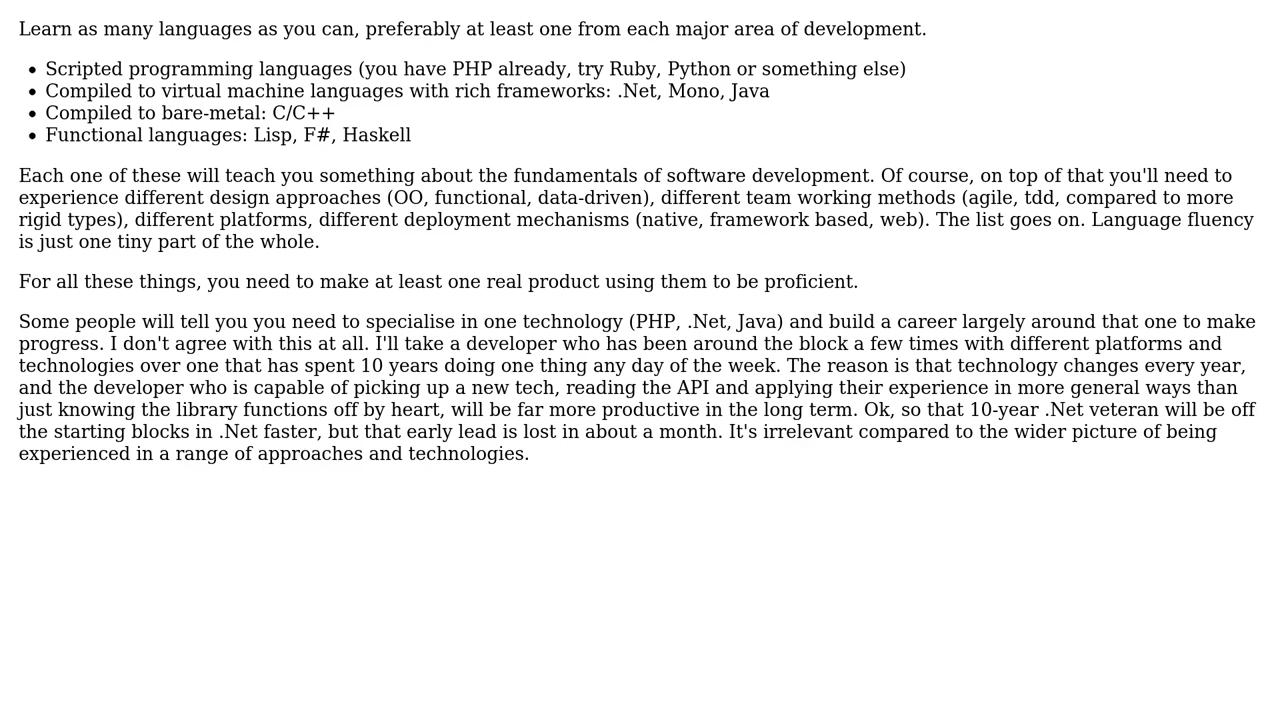 Learn as many languages as you can, preferably at least one from each major area of development.
• Scripted programming languages (you have PHP already, try Ruby, Python or something else)
• Compiled to virtual machine languages with rich frameworks: .Net, Mono, Java
• Compiled to bare-metal: C/C++
• Functional languages: Lisp, F#, Haskell
Each one of these will teach you something about the fundamentals of software development. Of course, on top of that you'll need to
experience different design approaches (OO, functional, data-driven), different team working methods (agile, tdd, compared to more
rigid types), different platforms, different deployment mechanisms (native, framework based, web). The list goes on. Language fluency
is just one tiny part of the whole.
For all these things, you need to make at least one real product using them to be proficient.
Some people will tell you you need to specialise in one technology (PHP, .Net, Java) and build a career largely around that one to make
progress. I don't agree with this at all. I'll take a developer who has been around the block a few times with different platforms and
technologies over one that has spent 10 years doing one thing any day of the week. The reason is that technology changes every year,
and the developer who is capable of picking up a new tech, reading the API and applying their experience in more general ways than
just knowing the library functions off by heart, will be far more productive in the long term. Ok, so that 10-year .Net veteran will be off
the starting blocks in .Net faster, but that early lead is lost in about a month. It's irrelevant compared to the wider picture of being
experienced in a range of approaches and technologies.